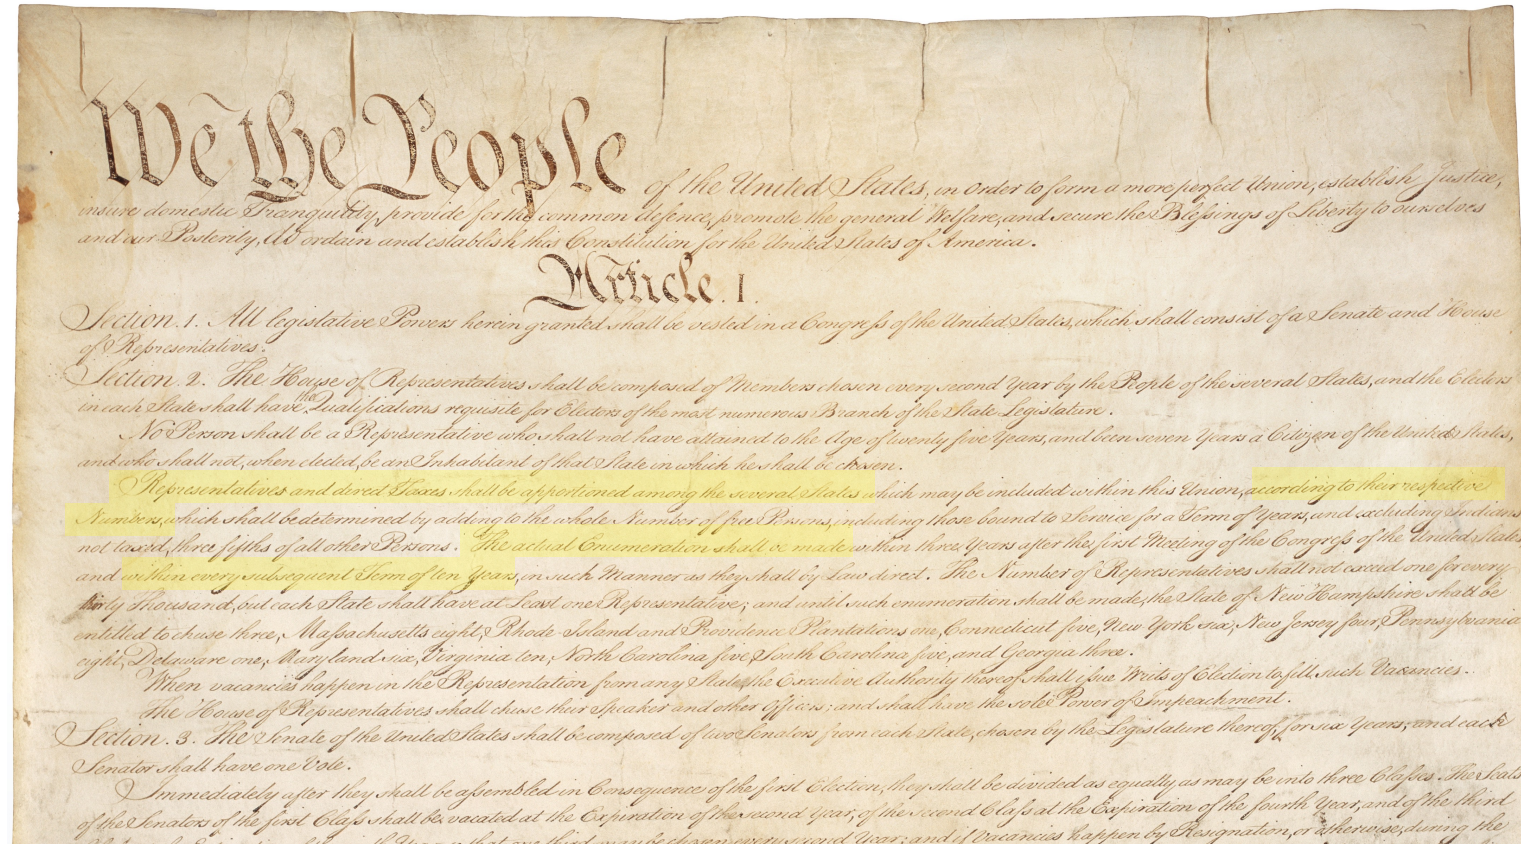 We the People of the United States, in Order to form a more perfect Union, establish Justice,
insure domestic Tranquility, provide for the common defence, promote the general Welfare, and secure the Blessings of Liberty to ourselves
and our Posterity, do ordain and establish this Constitution for the United States of America.
Article. I.
Section. 1. All legislative Powers herein granted shall be vested in a Congress of the United States, which shall consist of a Senate and House
of Representatives.
Section. 2. The House of Representatives shall be composed of Members chosen every second Year by the People of the several States, and the Electors
in each State shall have the Qualifications requisite for Electors of the most numerous Branch of the State Legislature.
No Person shall be a Representative who shall not have attained to the Age of twenty five Years, and been seven Years a Citizen of the United States,
and who shall not, when elected, be an Inhabitant of that State in which he shall be chosen.
Representatives and direct Taxes shall be apportioned among the several States which may be included within this Union, according to their respective
Numbers, which shall be determined by adding to the whole Number of free Persons, including those bound to Service for a Term of Years, and excluding Indians
not taxed, three fifths of all other Persons. The actual Enumeration shall be made within three Years after the first Meeting of the Congress of the United States,
and within every subsequent Term of ten Years, in such Manner as they shall by Law direct. The Number of Representatives shall not exceed one for every
thirty Thousand, but each State shall have at Least one Representative; and until such enumeration shall be made, the State of New Hampshire shall be
entitled to chuse three, Massachusetts eight, Rhode-Island and Providence Plantations one, Connecticut five, New-York six, New Jersey four, Pennsylvania
eight, Delaware one, Maryland six, Virginia ten, North Carolina five, South Carolina five, and Georgia three.
When vacancies happen in the Representation from any State, the Executive Authority thereof shall issue Writs of Election to fill such Vacancies.
The House of Representatives shall chuse their Speaker and other Officers; and shall have the sole Power of Impeachment.
Section. 3. The Senate of the United States shall be composed of two Senators from each State, chosen by the Legislature thereof, for six Years; and each
Senator shall have one Vote.
Immediately after they shall be assembled in Consequence of the first Election, they shall be divided as equally as may be into three Classes. The Seats
of the Senators of the first Class shall be vacated at the Expiration of the second Year, of the second Class at the Expiration of the fourth Year, and of the third
every second Year; and if Vacancies happen by Resignation, or otherwise, during the